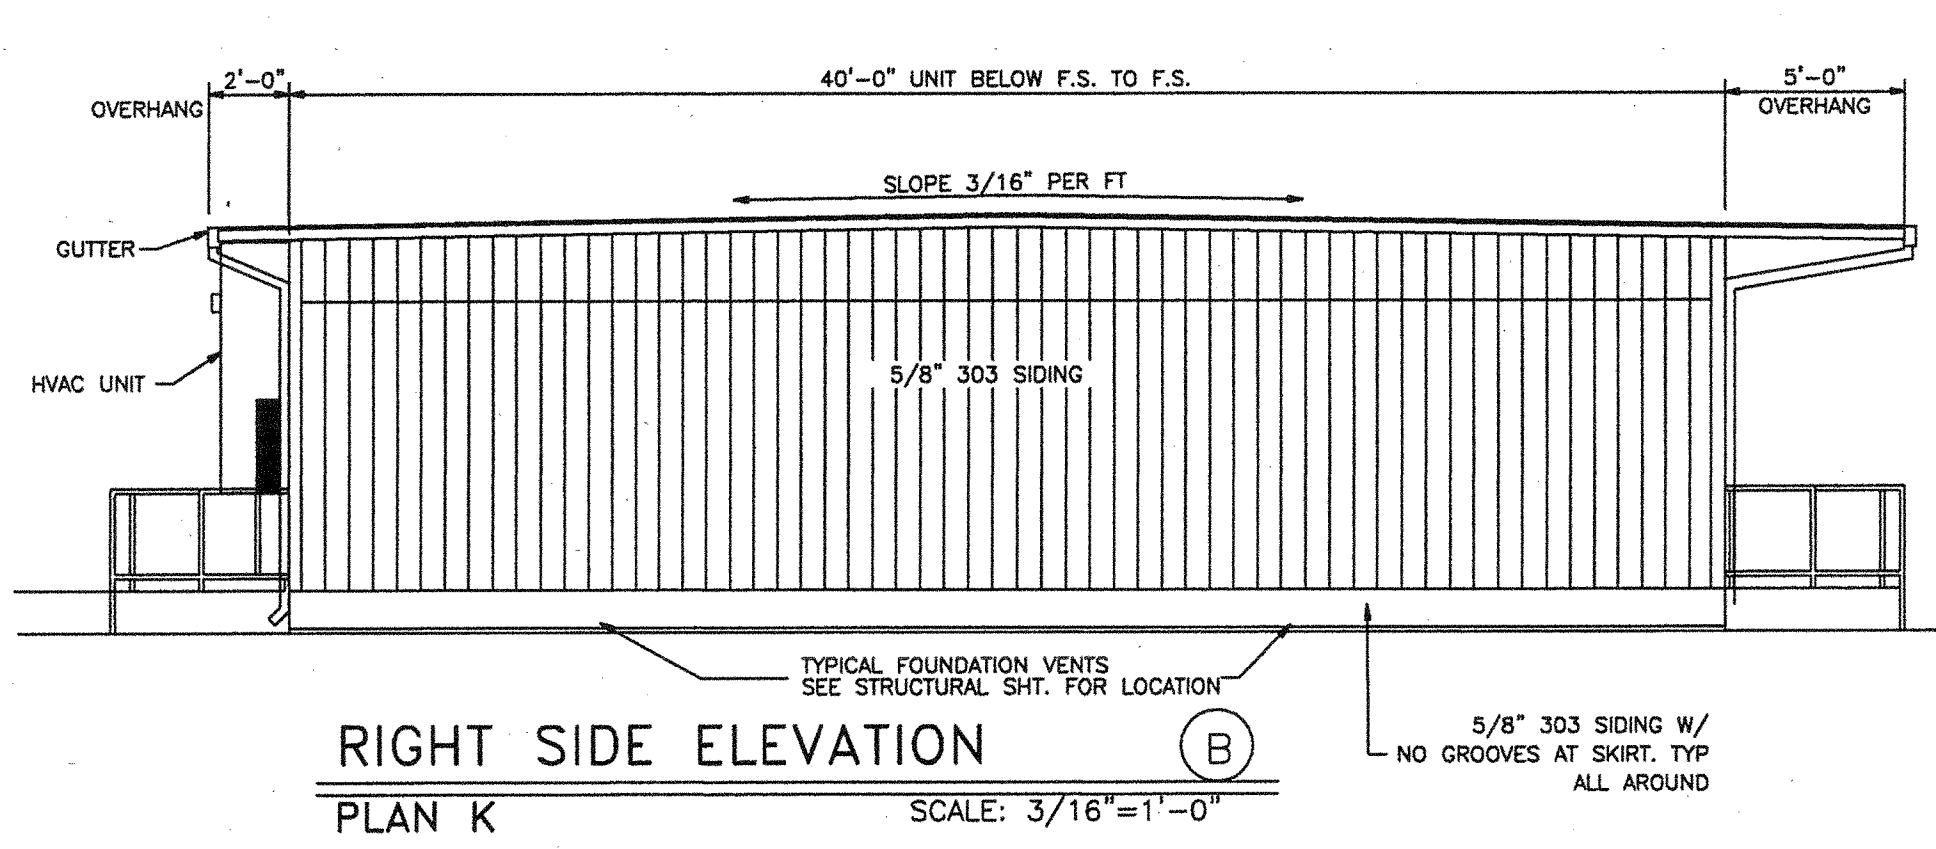 2'-0"
40'-0" UNIT BELOW F.S. TO F.S.
5'-0"
OVERHANG
OVERHANG
SLOPE 3/16" PER FT
GUTTER
HVAC UNIT
5/8" 303 SIDING
TYPICAL FOUNDATION VENTS
SEE STRUCTURAL SHT. FOR LOCATION
5/8" 303 SIDING W/
NO GROOVES AT SKIRT. TYP
ALL AROUND
RIGHT SIDE ELEVATION
B
PLAN K
SCALE: 3/16"=1'-0"